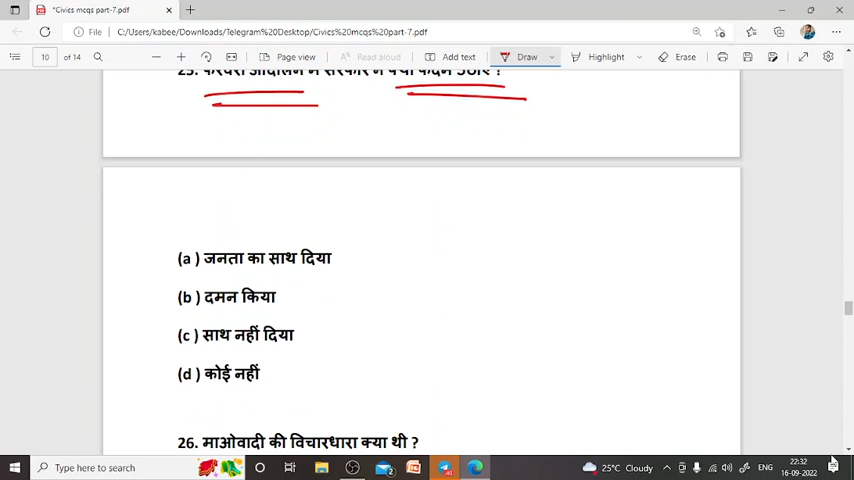 *Civics mcqs part-7.pdf
File
C:/Users/kabee/Downloads/Telegram%20Desktop/Civics%20mcqs%20part-7.pdf
10 of 14
Page view
Read aloud
Add text
Draw
Highlight
Erase
(a ) जनता का साथ दिया
(b ) दमन किया
(c ) साथ नहीं दिया
(d ) कोई नहीं
26. माओवादी की विचारधारा क्या थी ?
Type here to search
25°C Cloudy
ENG
22:32
16-09-2022